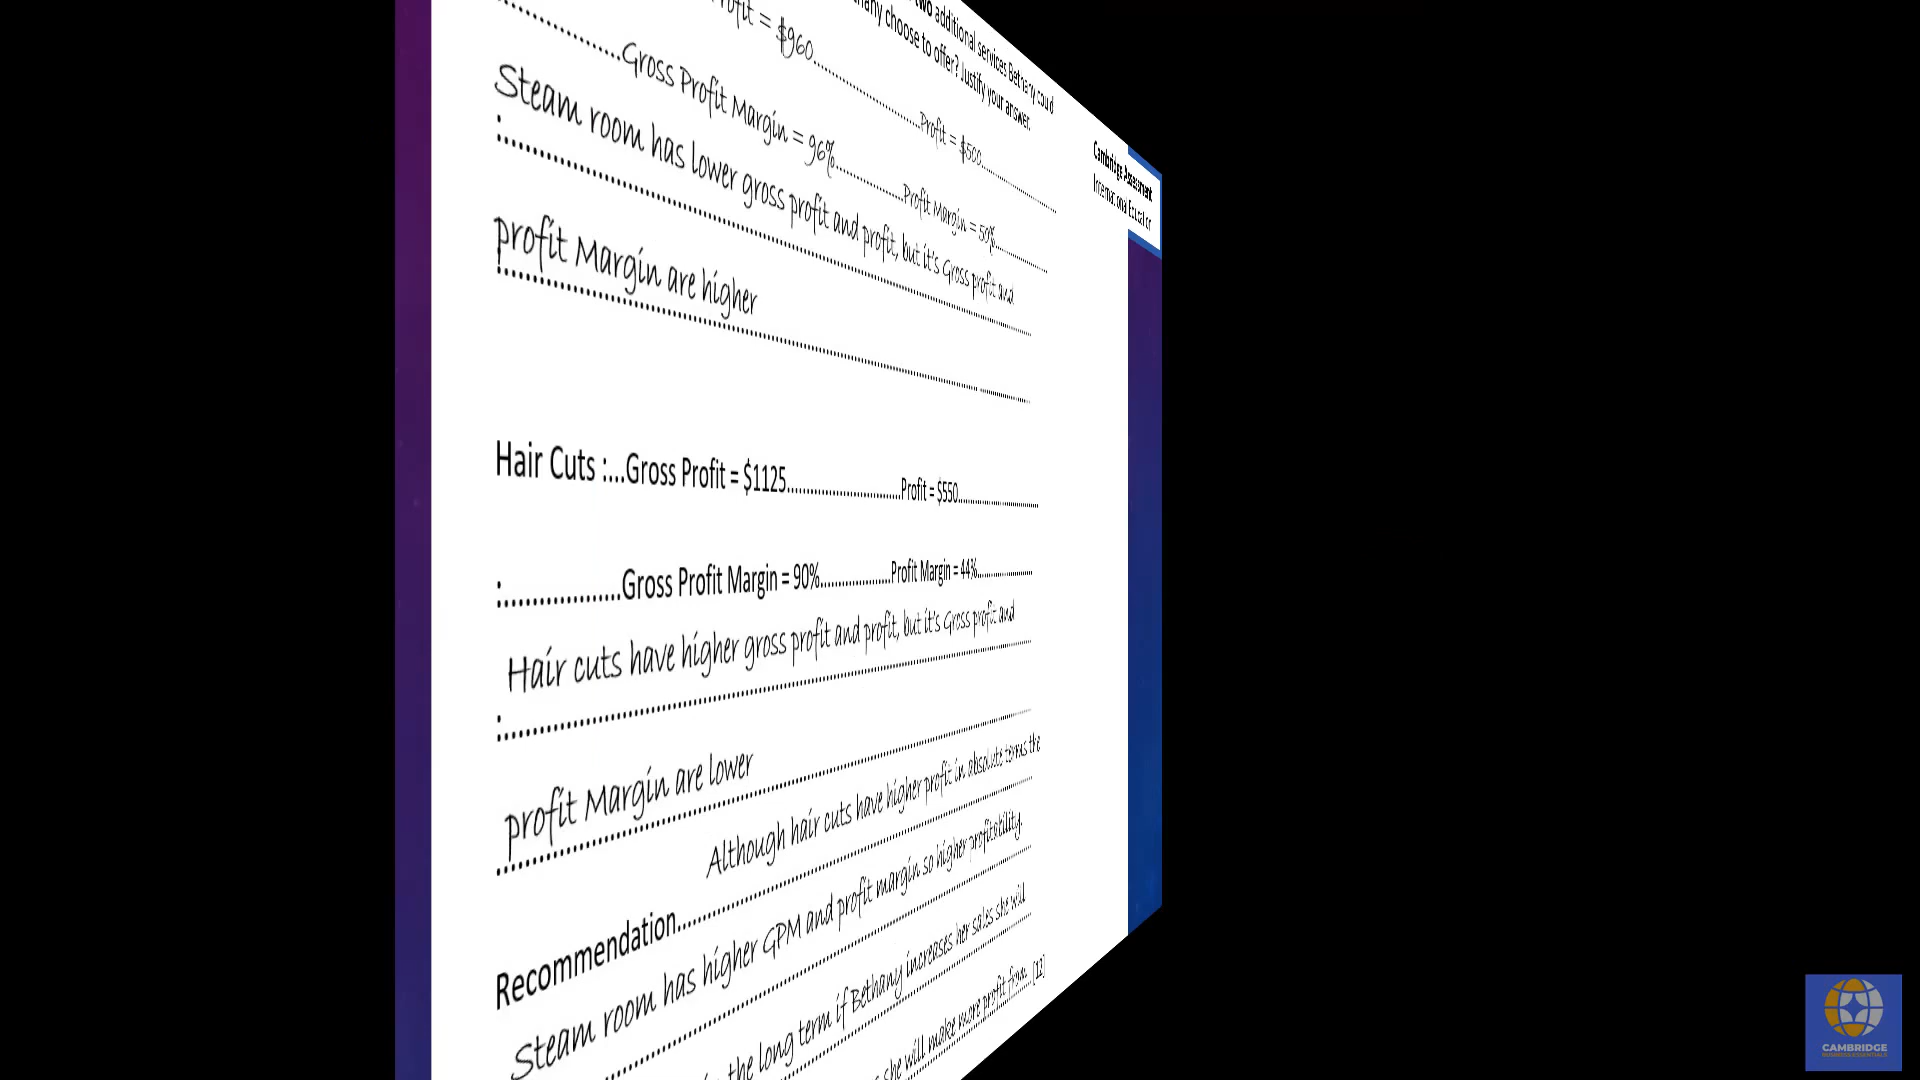 two additional services Bethany could
any choose to offer? Justify your answer.
Profit = $960..............................Profit = $500......................
......................Gross Profit Margin = 96%....................Profit Margin = 50%..............
Steam room has lower gross profit and profit, but it's Gross profit and
profit Margin are higher
Hair Cuts :...Gross Profit = $1125..............................Profit = $550......................
:......................Gross Profit Margin = 90%....................Profit Margin = 44%..............
Hair cuts have higher gross profit and profit, but it's Gross profit and
profit Margin are lower
Although hair cuts have higher profit in absolute terms the
Recommendation
Steam room has higher GPM and profit margin so higher profitability.
the long term if Bethany increases her sales she will
she will make more profit from [12]
Cambridge Assessment
International Education
CAMBRIDGE
BUSINESS ESSENTIALS